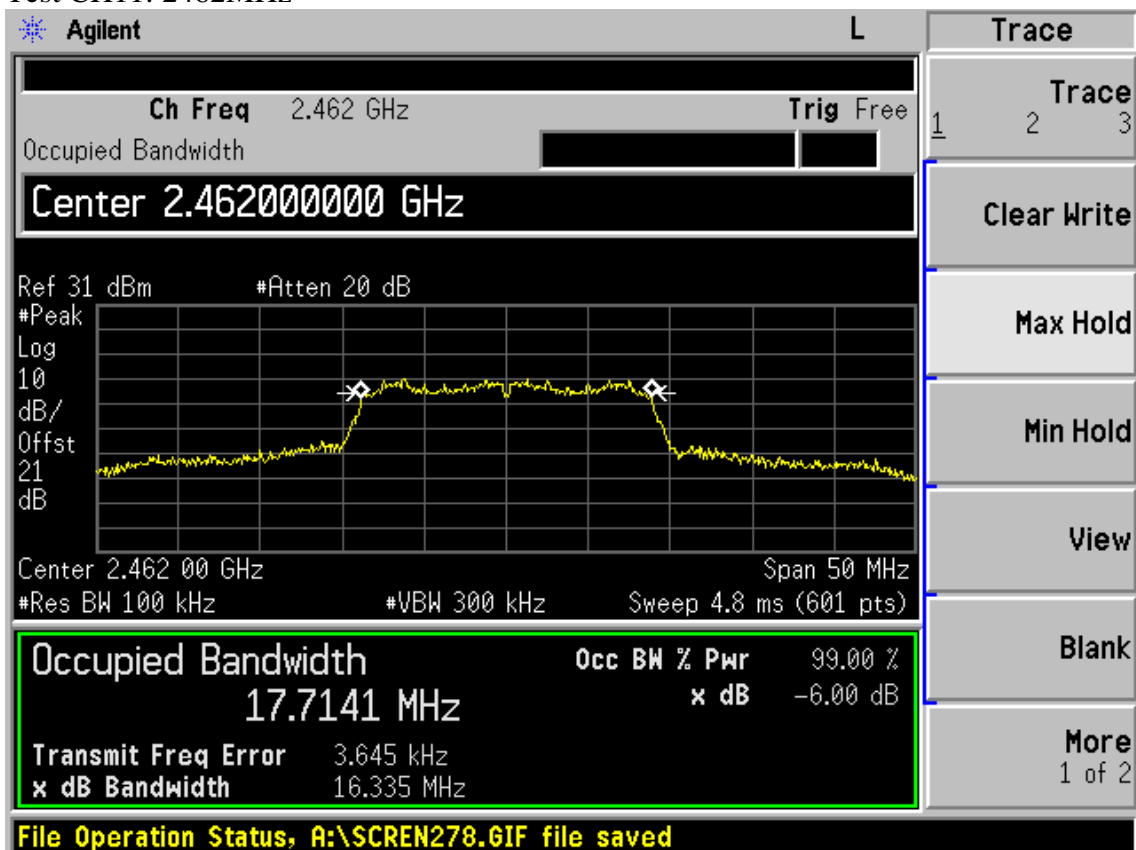 Agilent L Trace
Ch Freq 2.462 GHz Trig Free
Occupied Bandwidth
Center 2.462000000 GHz
Ref 31 dBm #Atten 20 dB
#Peak
Log
10
dB/
Offst
21
dB
Center 2.462 00 GHz Span 50 MHz
#Res BW 100 kHz #VBW 300 kHz Sweep 4.8 ms (601 pts)
Occupied Bandwidth Occ BW % Pwr 99.00 %
17.7141 MHz x dB -6.00 dB
Transmit Freq Error 3.645 kHz
x dB Bandwidth 16.335 MHz
File Operation Status, A:\SCREN278.GIF file saved
Trace
1 2 3
Clear Write
Max Hold
Min Hold
View
Blank
More
1 of 2